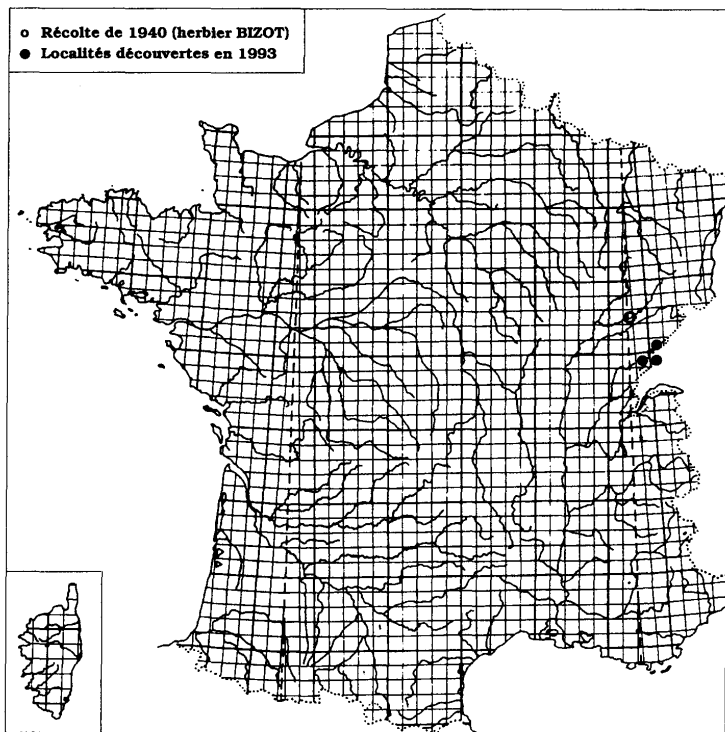 o Récolte de 1940 (herbier BIZOT)
● Localités découvertes en 1993